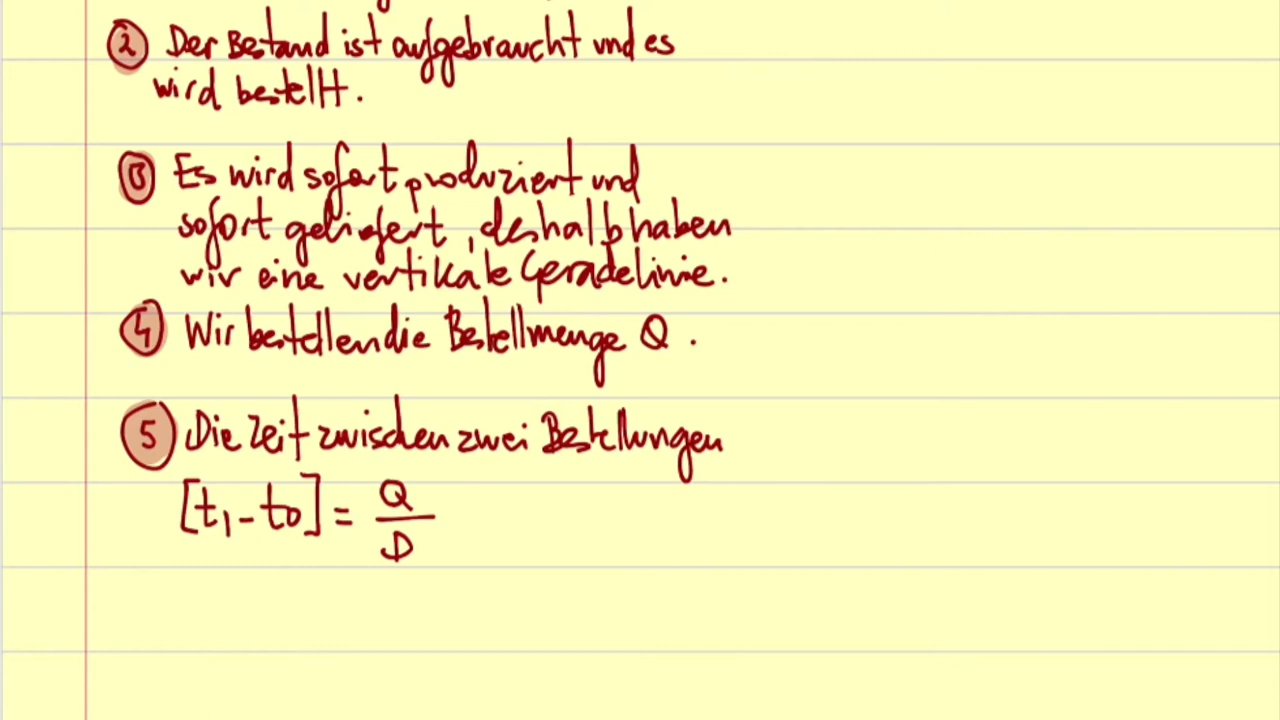 ② Der Bestand ist aufgebraucht und es
wird bestellt.
③ Es wird sofort produziert und
sofort geliefert, deshalb haben
wir eine vertikale Geradelinie.
④ Wir bestellen die Bestellmenge Q.
⑤ Die Zeit zwischen zwei Bestellungen
[t₁ - t₀] = Q/D